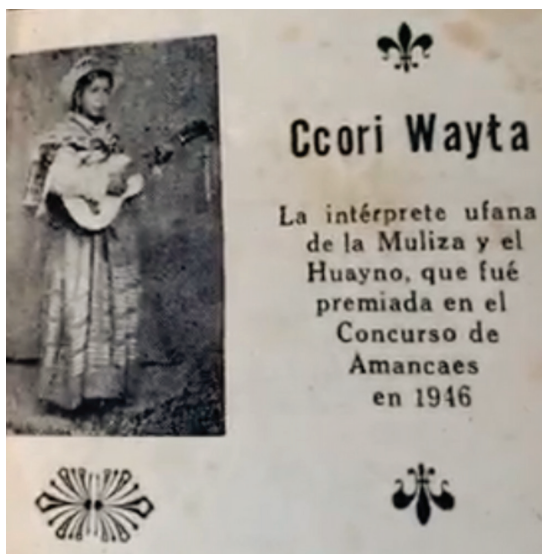 Ccori Wayta
La intérprete ufana
de la Muliza y el
Huayno, que fué
premiada en el
Concurso de
Amancaes
en 1946